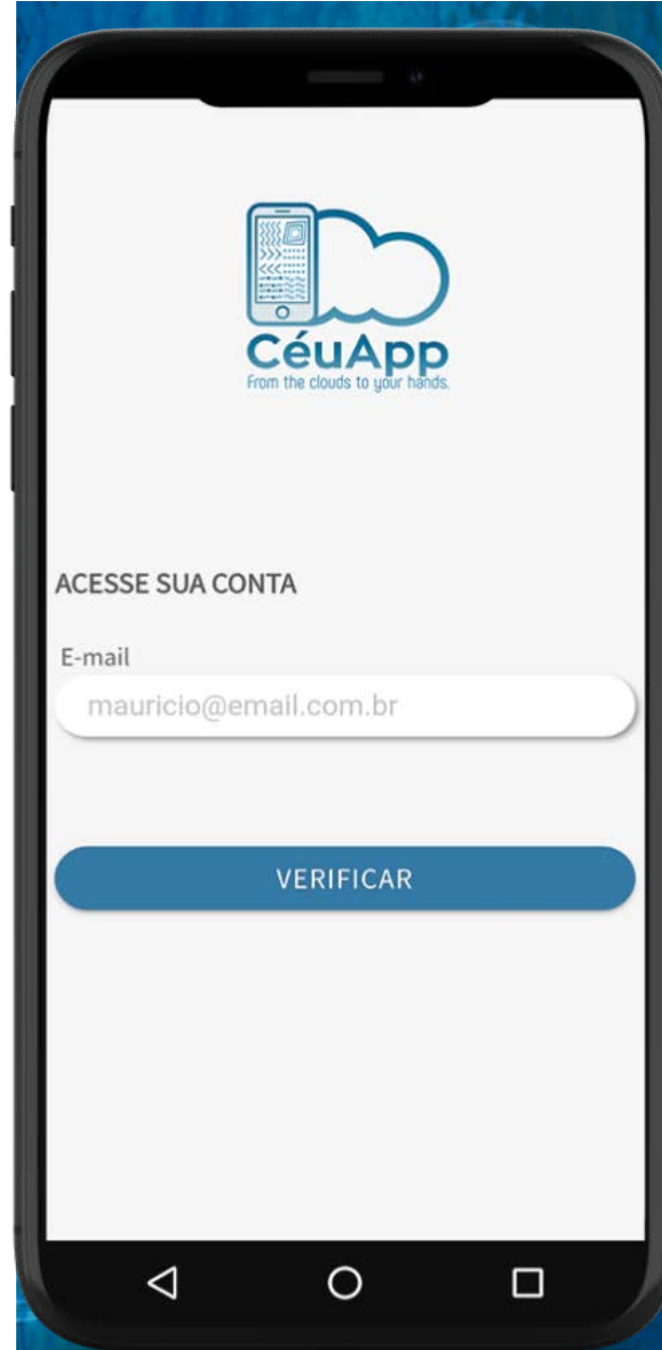 CéuApp
From the clouds to your hands.
ACESSE SUA CONTA
E-mail
mauricio@email.com.br
VERIFICAR